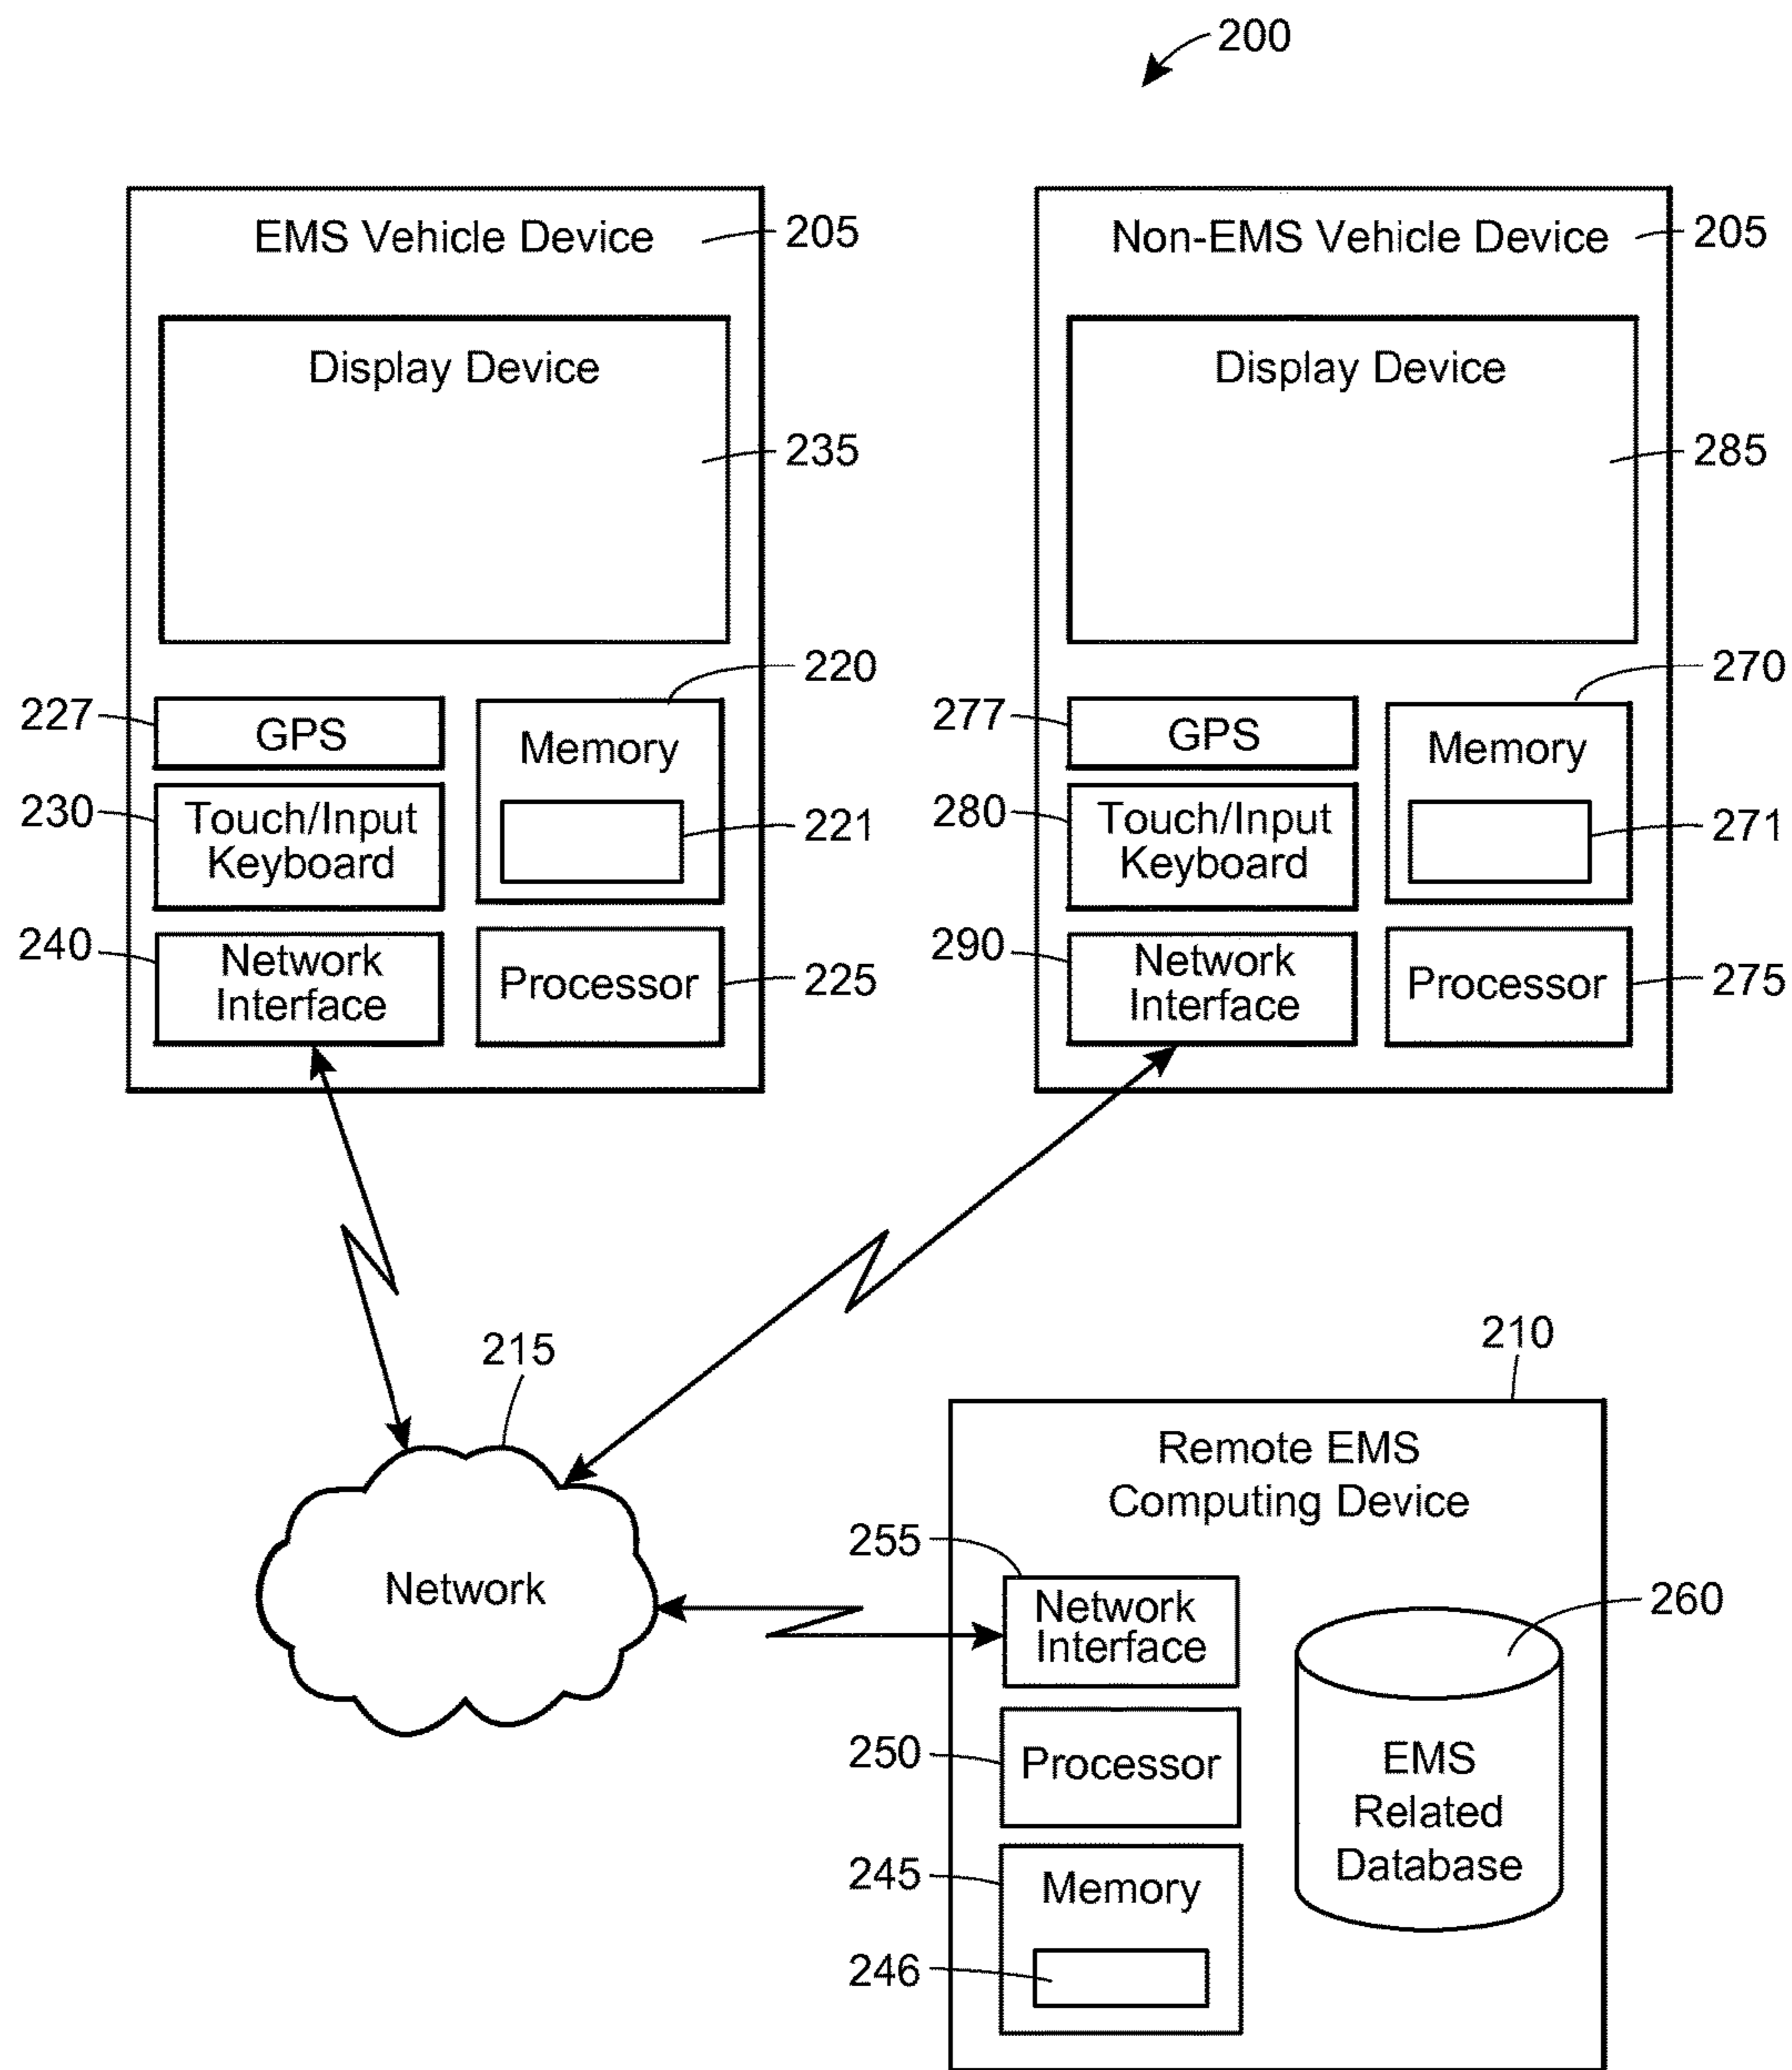 200
EMS Vehicle Device
205
Display Device
235
227
GPS
220
Memory
221
230
Touch/Input
Keyboard
240
Network
Interface
Processor
225
Non-EMS Vehicle Device
205
Display Device
285
277
GPS
270
Memory
271
280
Touch/Input
Keyboard
290
Network
Interface
Processor
275
215
Network
210
Remote EMS
Computing Device
255
Network
Interface
260
250
Processor
EMS
Related
Database
245
Memory
246